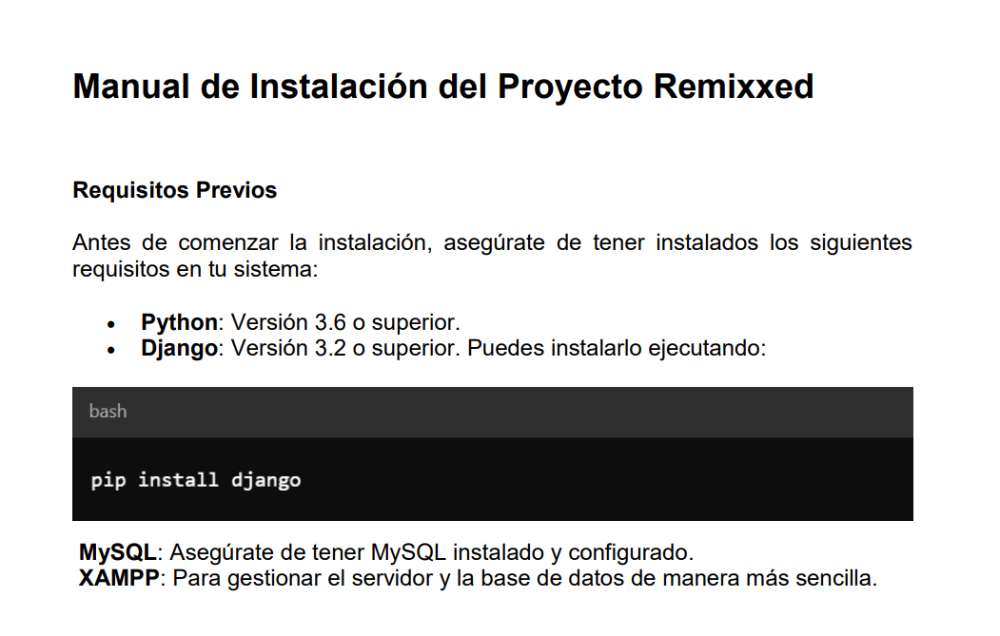 Manual de Instalación del Proyecto Remixxed
Requisitos Previos
Antes de comenzar la instalación, asegúrate de tener instalados los siguientes
requisitos en tu sistema:
• Python: Versión 3.6 o superior.
• Django: Versión 3.2 o superior. Puedes instalarlo ejecutando:
bash
pip install django
MySQL: Asegúrate de tener MySQL instalado y configurado.
XAMPP: Para gestionar el servidor y la base de datos de manera más sencilla.